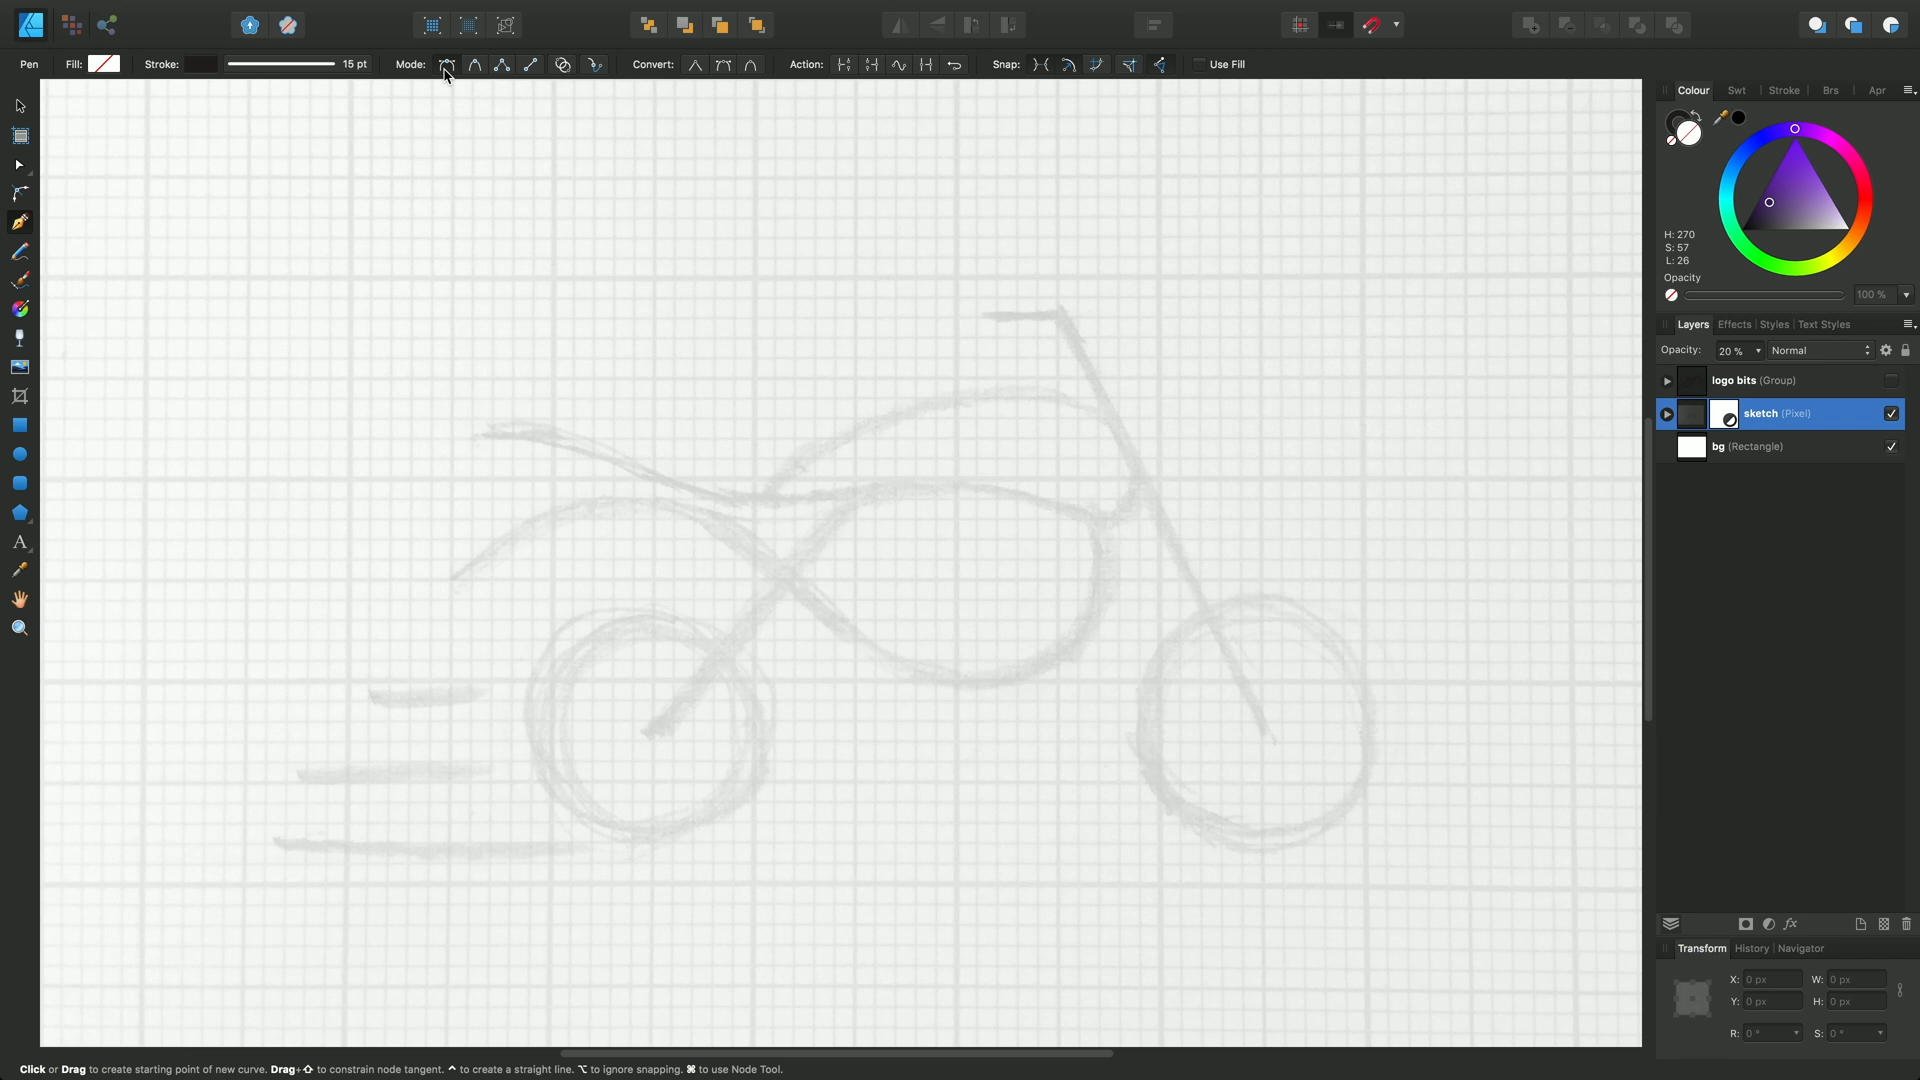 Pen Fill: Stroke: 15 pt Mode: Convert: Action: Snap: Use Fill
Colour Swt Stroke Brs Apr
H: 270
S: 57
L: 26
Opacity
100 %
Layers Effects Styles Text Styles
Opacity: 20 % Normal
logo bits (Group)
sketch (Pixel)
bg (Rectangle)
fx
Transform History Navigator
X: 0 px W: 0 px
Y: 0 px H: 0 px
R: 0 ° S: 0 °
Click or Drag to create starting point of new curve. Drag+⇧ to constrain node tangent. ^ to create a straight line. ⌥ to ignore snapping. ⌘ to use Node Tool.